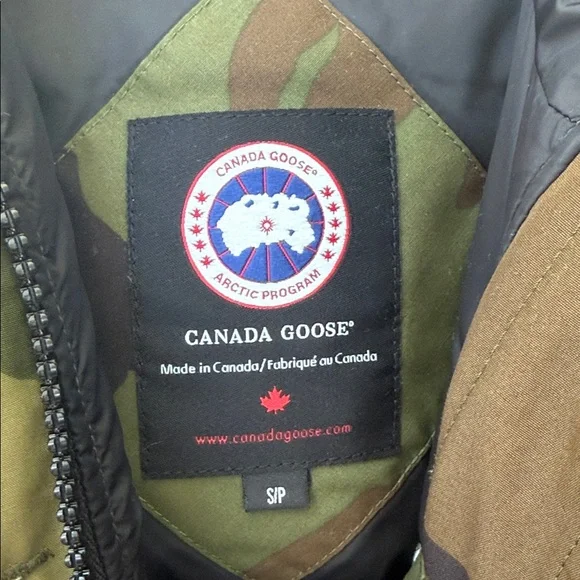 CANADA GOOSE®
ARCTIC PROGRAM
CANADA GOOSE®
Made in Canada/Fabriqué au Canada
www.canadagoose.com
S/P